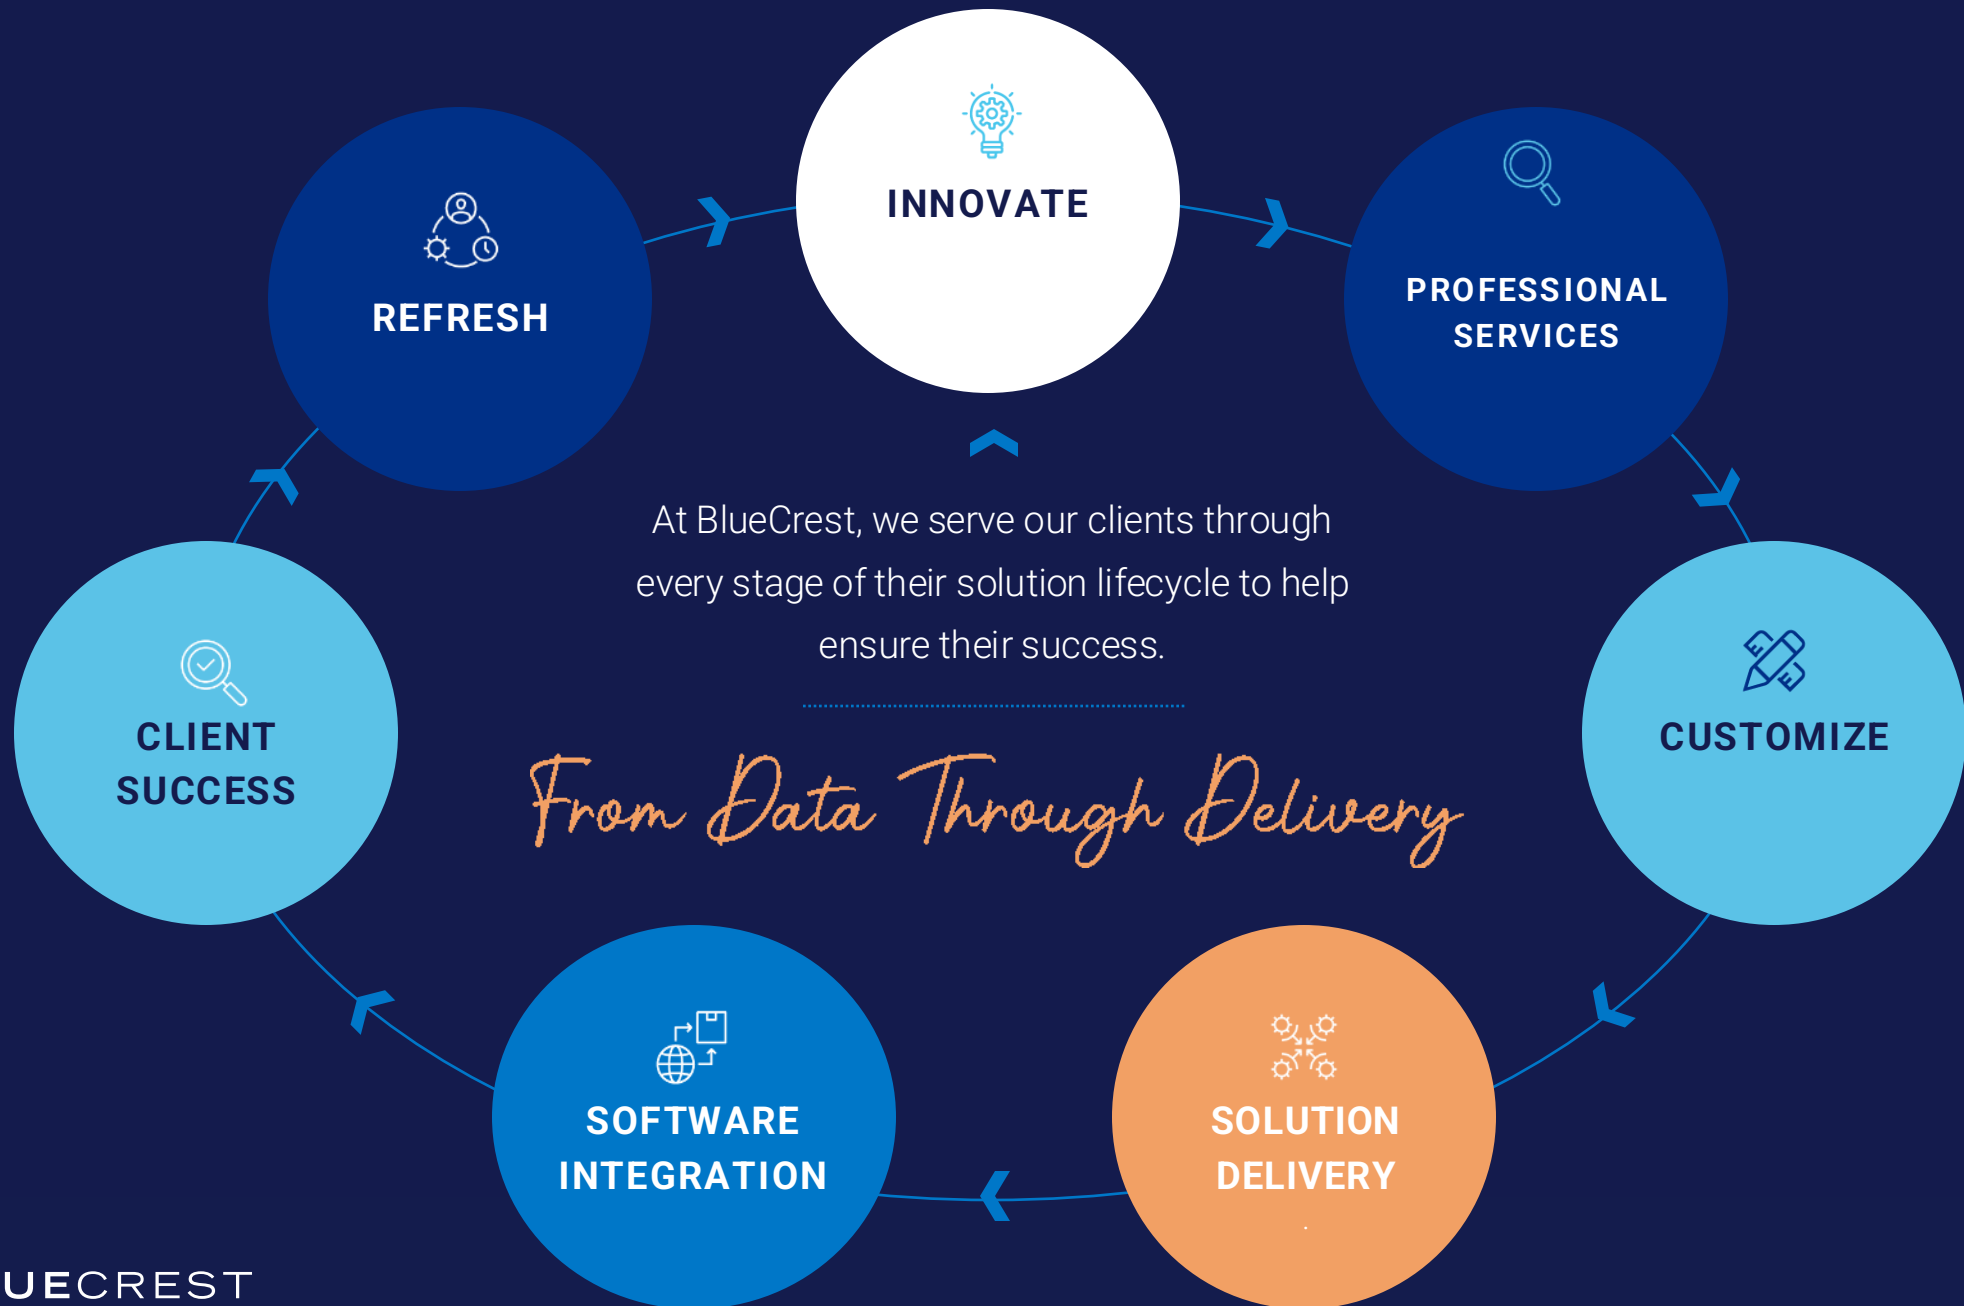 INNOVATE
PROFESSIONAL
SERVICES
REFRESH
At BlueCrest, we serve our clients through
every stage of their solution lifecycle to help
ensure their success.
From Data Through Delivery
CLIENT
SUCCESS
CUSTOMIZE
SOFTWARE
INTEGRATION
SOLUTION
DELIVERY
.
UECREST